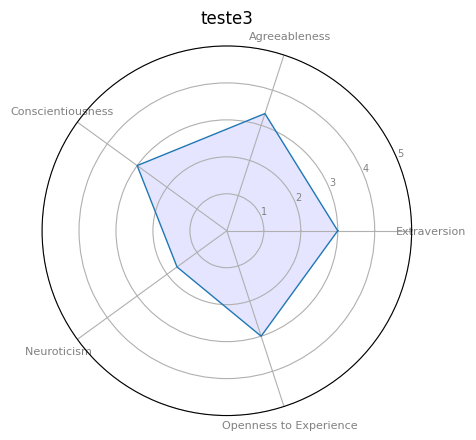 teste3
Agreeableness
Conscientiousness
5
4
3
2
1
Extraversion
Neuroticism
Openness to Experience